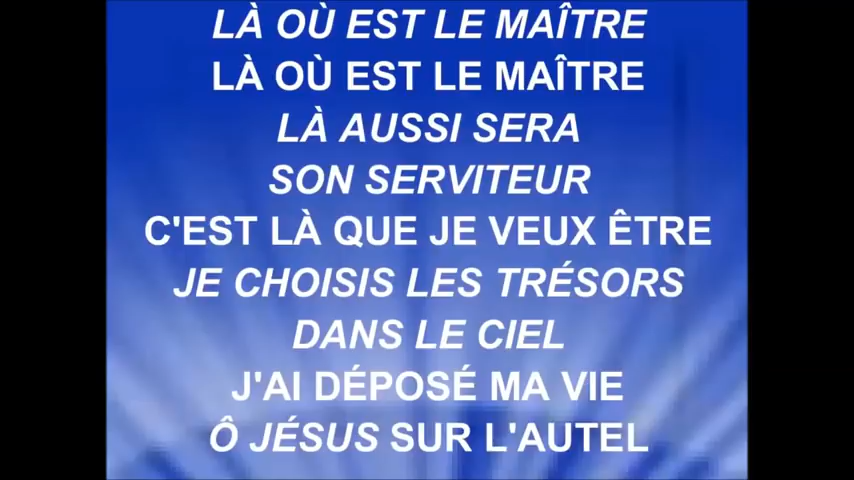 LÀ OÙ EST LE MAÎTRE
LÀ OÙ EST LE MAÎTRE
LÀ AUSSI SERA
SON SERVITEUR
C'EST LÀ QUE JE VEUX ÊTRE
JE CHOISIS LES TRÉSORS
DANS LE CIEL
J'AI DÉPOSÉ MA VIE
Ô JÉSUS SUR L'AUTEL